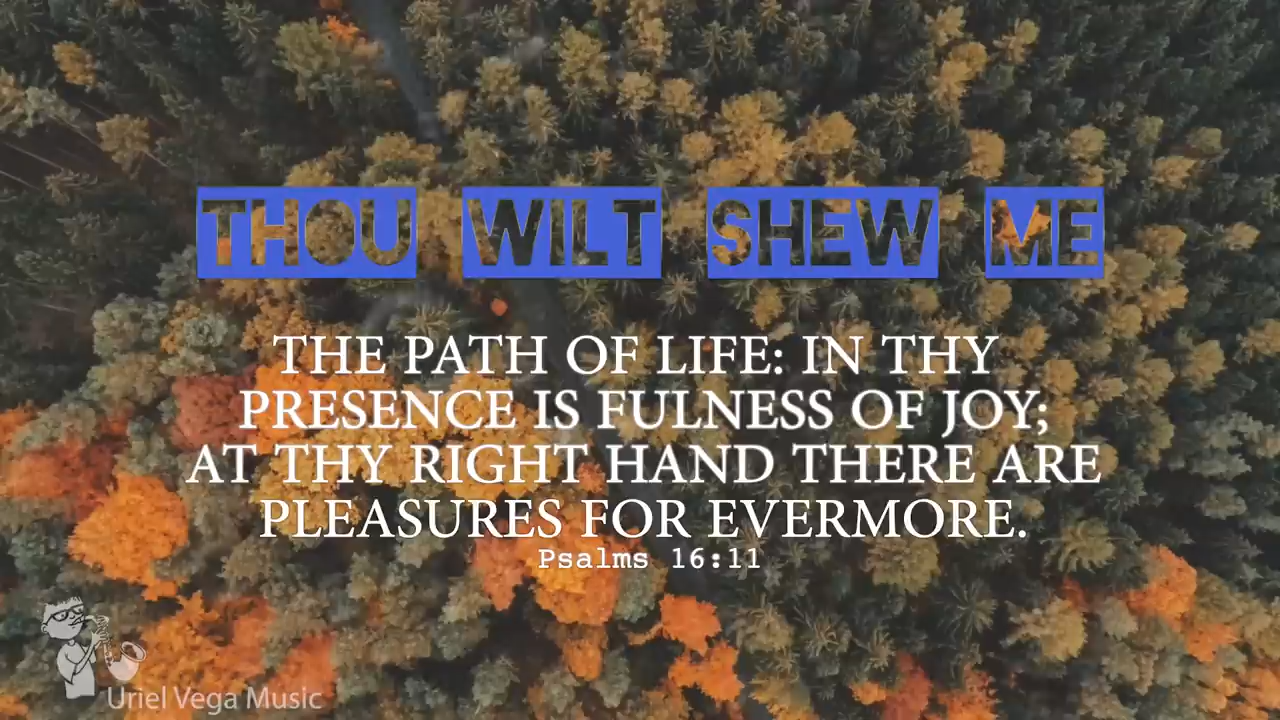 THOU WILT SHEW ME
THE PATH OF LIFE: IN THY
PRESENCE IS FULNESS OF JOY;
AT THY RIGHT HAND THERE ARE
PLEASURES FOR EVERMORE.
Psalms 16:11
Uriel Vega Music